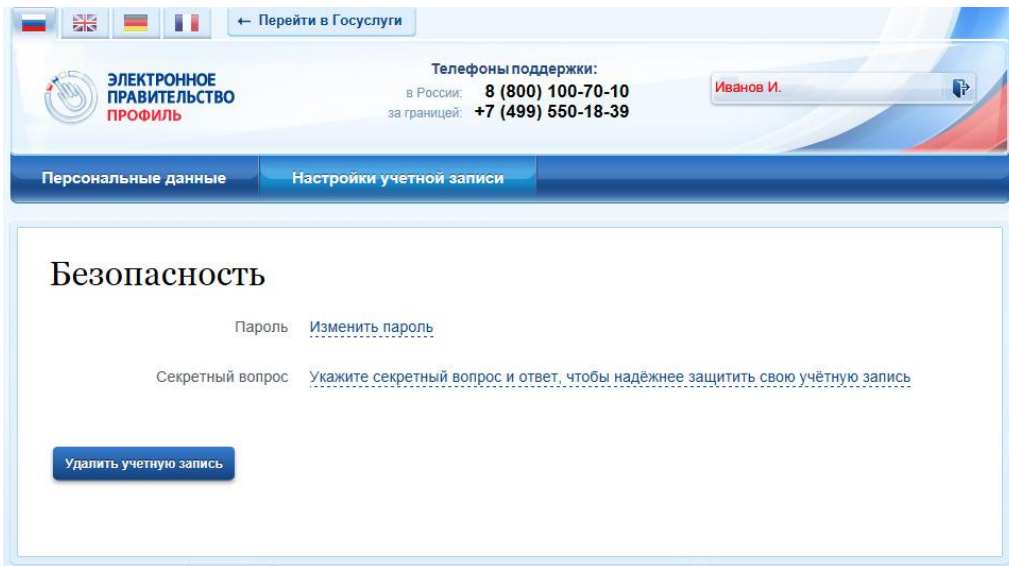 ← Перейти в Госуслуги
ЭЛЕКТРОННОЕ
ПРАВИТЕЛЬСТВО
ПРОФИЛЬ
Телефоны поддержки:
в России: 8 (800) 100-70-10
за границей: +7 (499) 550-18-39
Иванов И.
Персональные данные
Настройки учетной записи
Безопасность
Пароль Изменить пароль
Секретный вопрос Укажите секретный вопрос и ответ, чтобы надёжнее защитить свою учётную запись
Удалить учетную запись